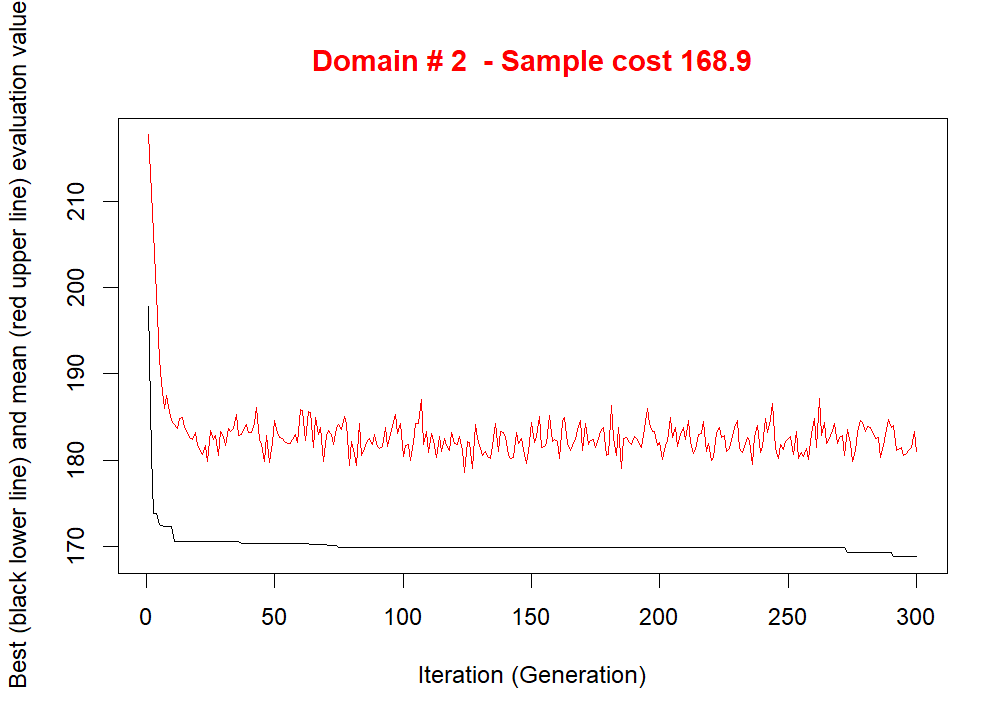 Domain # 2  - Sample cost 168.9
Best (black lower line) and mean (red upper line) evaluation value
210
200
190
180
170
0 50 100 150 200 250 300
Iteration (Generation)